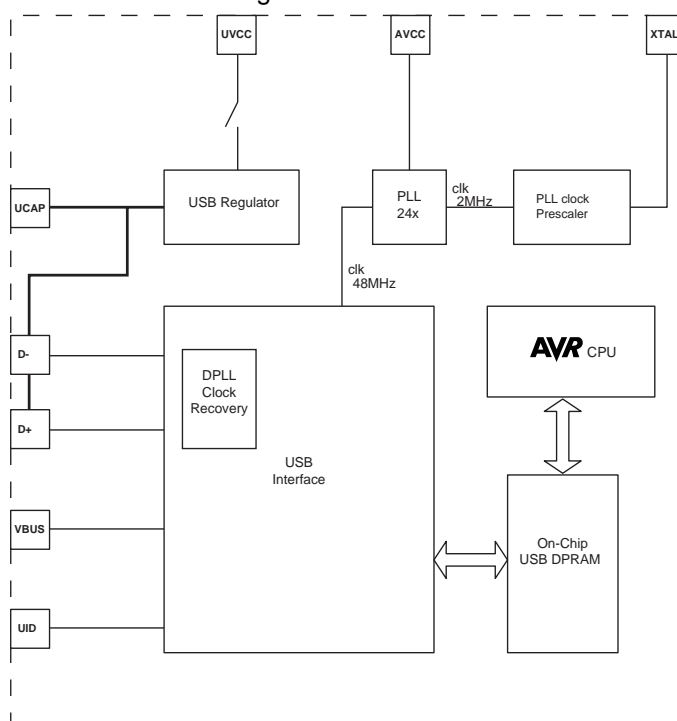 UVCC
AVCC
XTAL
UCAP
USB Regulator
PLL
24x
clk
2MHz
PLL clock
Prescaler
clk
48MHz
D-
D+
DPLL
Clock
Recovery
USB
Interface
AVR CPU
VBUS
On-Chip
USB DPRAM
UID